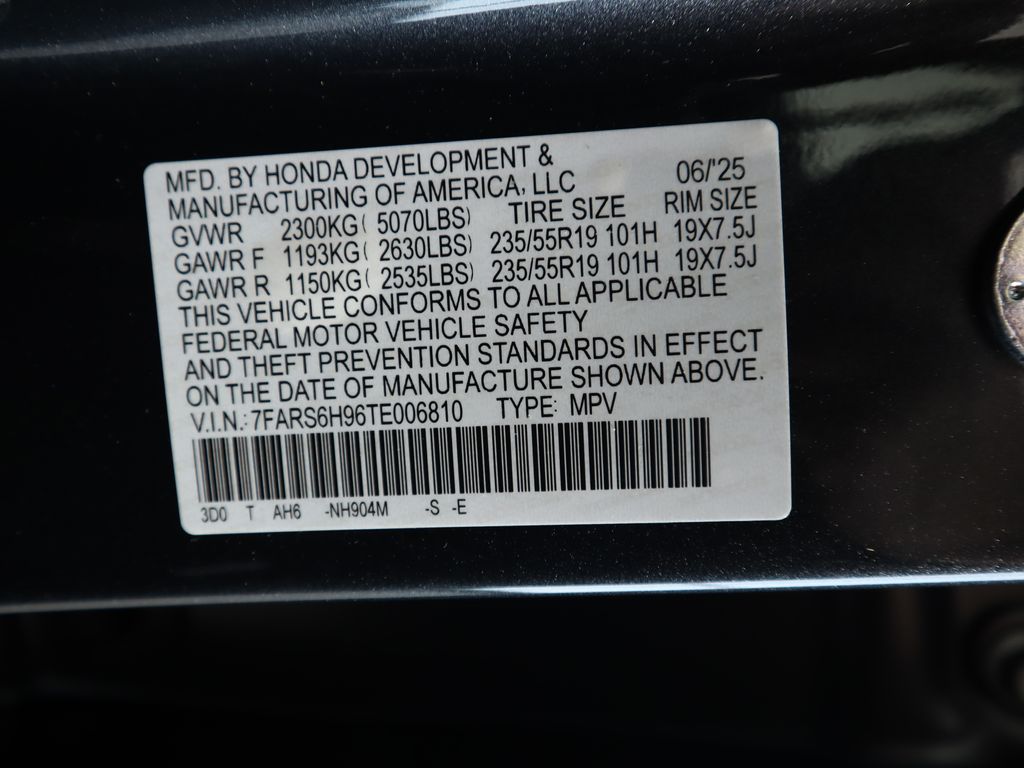 MFD. BY HONDA DEVELOPMENT &
MANUFACTURING OF AMERICA, LLC 06/'25
GVWR 2300KG( 5070LBS) TIRE SIZE RIM SIZE
GAWR F 1193KG( 2630LBS) 235/55R19 101H 19X7.5J
GAWR R 1150KG( 2535LBS) 235/55R19 101H 19X7.5J
THIS VEHICLE CONFORMS TO ALL APPLICABLE
FEDERAL MOTOR VEHICLE SAFETY
AND THEFT PREVENTION STANDARDS IN EFFECT
ON THE DATE OF MANUFACTURE SHOWN ABOVE.
V.I.N.: 7FARS6H96TE006810 TYPE: MPV
3D0 T AH6 -NH904M -S -E